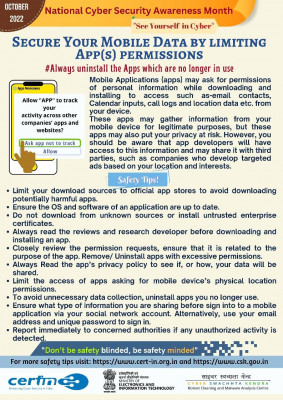 OCTOBER
2022
National Cyber Security Awareness Month
"See Yourself in Cyber"
SECURE YOUR MOBILE DATA BY LIMITING
APP(S) PERMISSIONS
#Always uninstall the Apps which are no longer in use
App Permissions
Allow "APP" to track
your
activity across other
companies' apps and
websites?
Ask app not to track
Allow
Mobile Applications (apps) may ask for permissions
of personal information while downloading and
installing to access such as-email contacts,
Calendar inputs, call logs and location data etc. from
your device.
These apps may gather information from your
mobile device for legitimate purposes, but these
apps may also put your privacy at risk. However, you
should be aware that app developers will have
access to this information and may share it with third
parties, such as companies who develop targeted
ads based on your location and interests.
Safety Tips!
• Limit your download sources to official app stores to avoid downloading
potentially harmful apps.
• Ensure the OS and software of an application are up to date.
• Do not download from unknown sources or install untrusted enterprise
certificates.
• Always read the reviews and research developer before downloading and
installing an app.
• Closely review the permission requests, ensure that it is related to the
purpose of the app. Remove/ Uninstall apps with excessive permissions.
• Always Read the app's privacy policy to see if, or how, your data will be
shared.
• Limit the access of apps asking for mobile device's physical location
permissions.
• To avoid unnecessary data collection, uninstall apps you no longer use.
• Ensure what type of information you are sharing before sign into to a mobile
application via your social network account. Alternatively, use your email
address and unique password to sign in.
• Report immediately to concerned authorities if any unauthorized activity is
detected.
"Don't be safety blinded, be safety minded"
For more safety tips visit: https://www.cert-in.org.in and https://www.csk.gov.in
certin
MINISTRY OF
ELECTRONICS AND
INFORMATION TECHNOLOGY
साइबर स्वच्छता केन्द्र
CYBER SWACHHTA KENDRA
Botnet Cleaning and Malware Analysis Centre